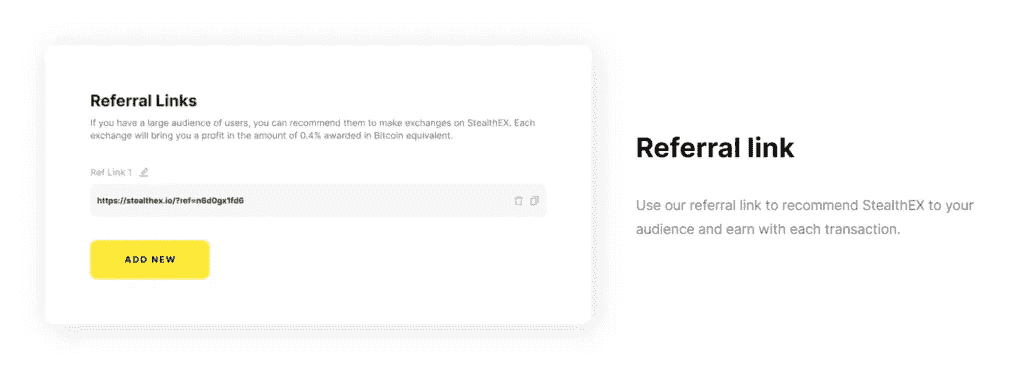 Referral Links
If you have a large audience of users, you can recommend them to make exchanges on StealthEX. Each
exchange will bring you a profit in the amount of 0.4% awarded in Bitcoin equivalent.
Ref Link 1
https://stealthex.io/?ref=n6d0gx1fd6
ADD NEW
Referral link
Use our referral link to recommend StealthEX to your
audience and earn with each transaction.